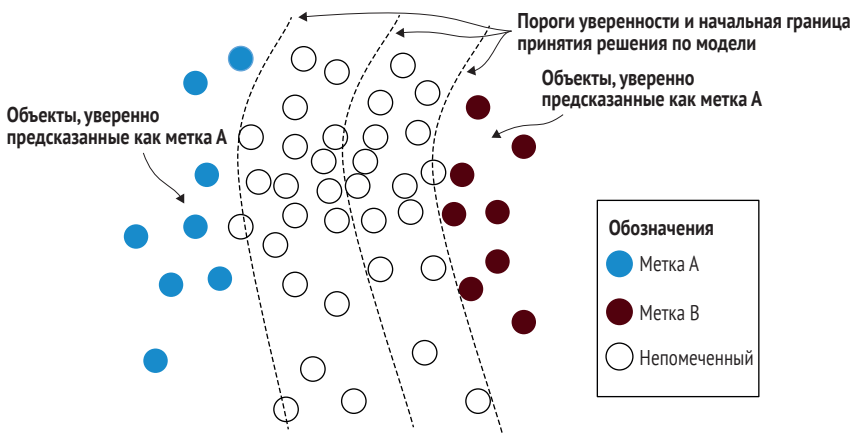 Пороги уверенности и начальная граница
принятия решения по модели
Объекты, уверенно
предсказанные как метка А
Объекты, уверенно
предсказанные как метка А
Обозначения
Метка А
Метка В
Непомеченный